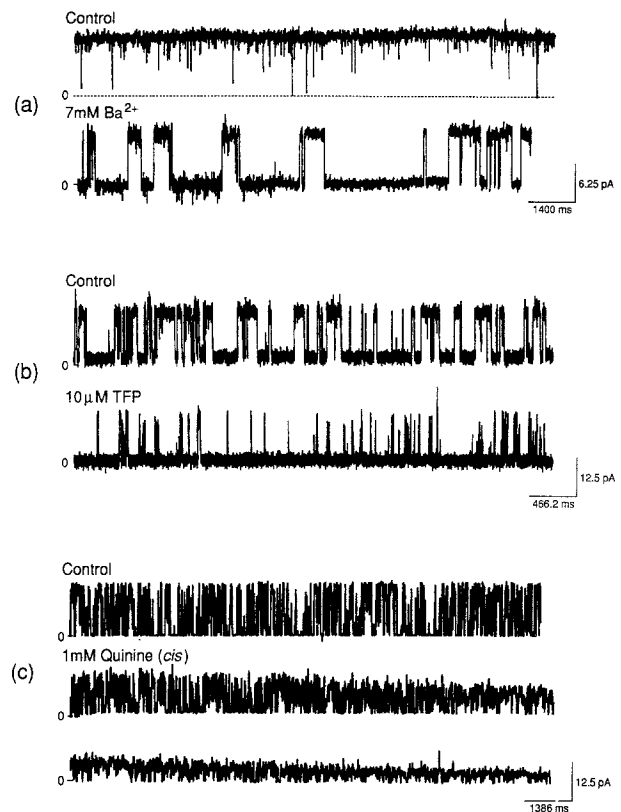 Control
(a)
0
7mM Ba²⁺
0
6.25 pA
1400 ms
Control
0
(b)
10μM TFP
0
12.5 pA
466.2 ms
Control
0
1mM Quinine (cis)
(c)
0
0
12.5 pA
1386 ms